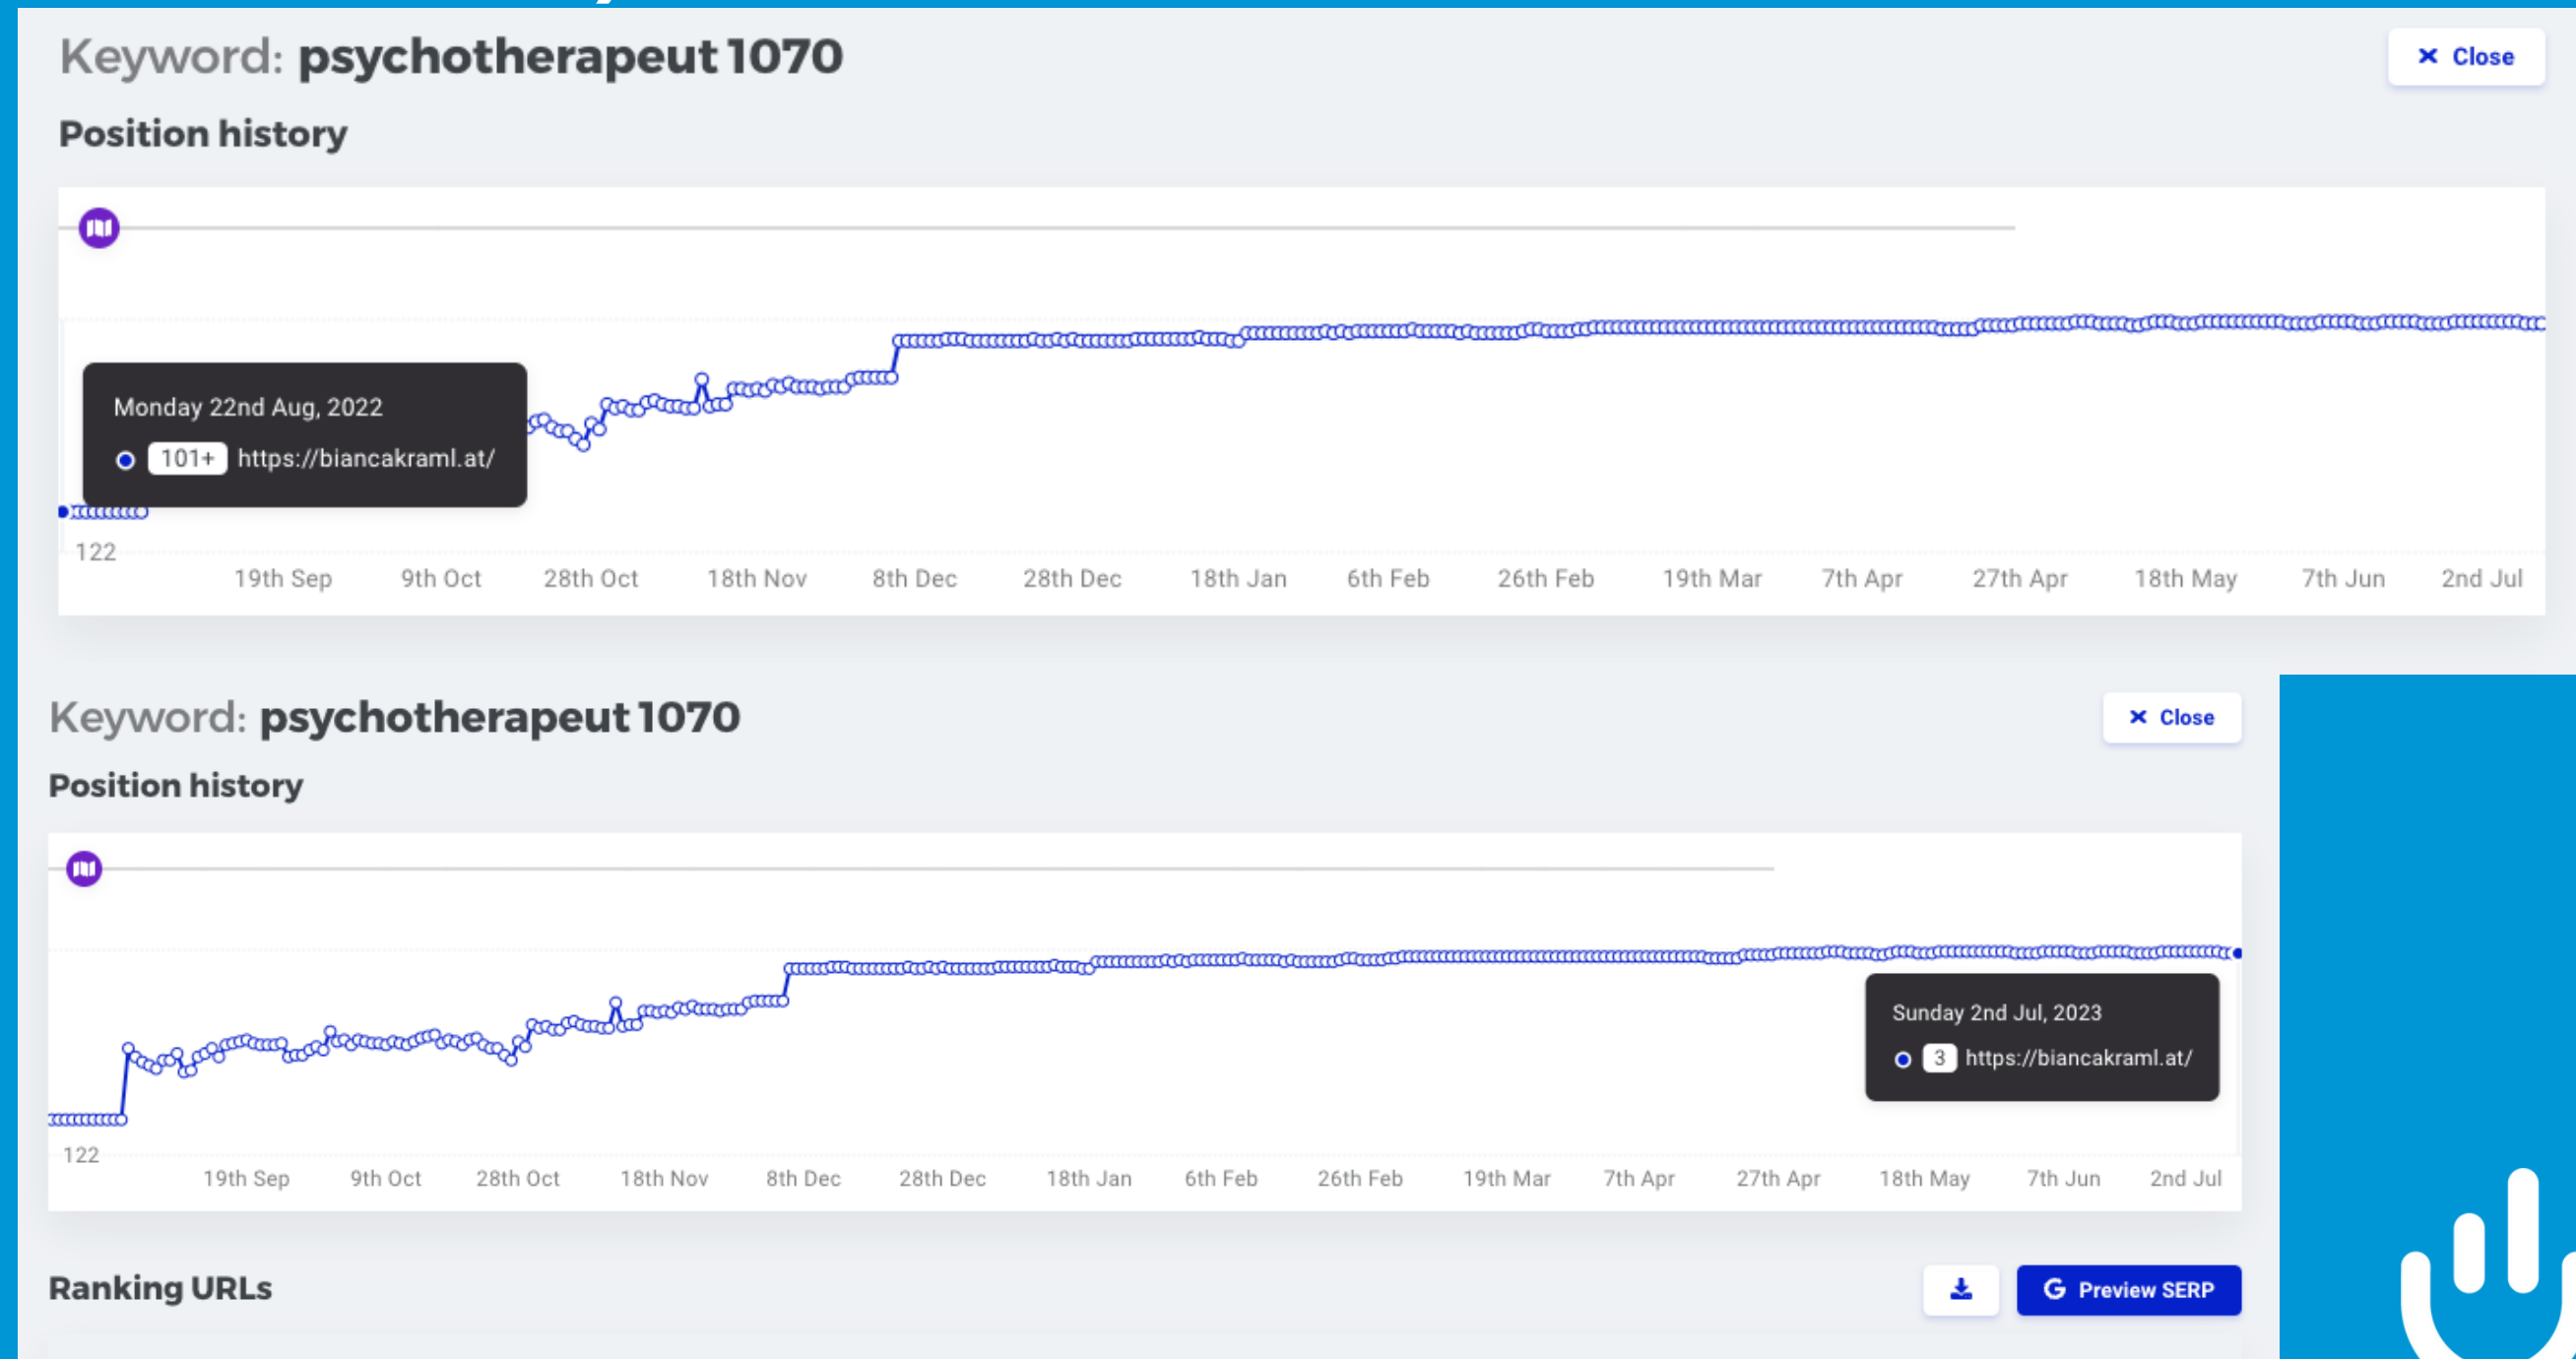 Keyword: psychotherapeut 1070
Close
Position history
Monday 22nd Aug, 2022
101+ https://biancakraml.at/
122
19th Sep 9th Oct 28th Oct 18th Nov 8th Dec 28th Dec 18th Jan 6th Feb 26th Feb 19th Mar 7th Apr 27th Apr 18th May 7th Jun 2nd Jul
Keyword: psychotherapeut 1070
Close
Position history
Sunday 2nd Jul, 2023
3 https://biancakraml.at/
122
19th Sep 9th Oct 28th Oct 18th Nov 8th Dec 28th Dec 18th Jan 6th Feb 26th Feb 19th Mar 7th Apr 27th Apr 18th May 7th Jun 2nd Jul
Ranking URLs
G Preview SERP